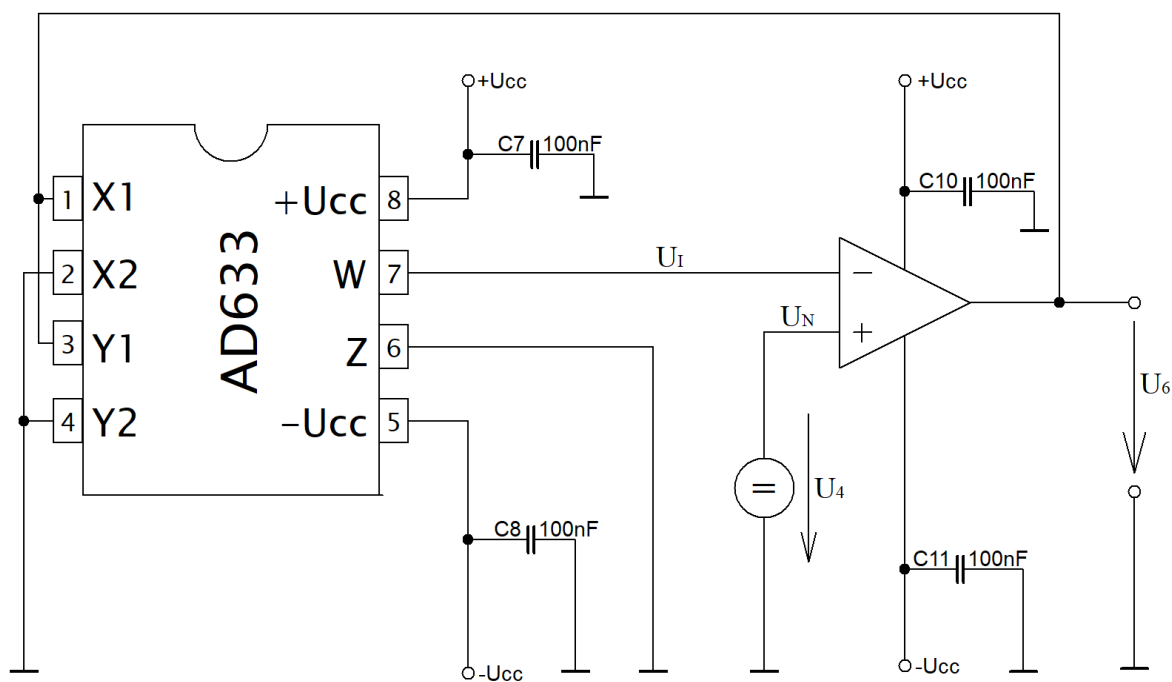 +Ucc
+Ucc
C7 100nF
C10 100nF
1 X1
+Ucc 8
2 X2
W 7
UI
−
UN
+
3 Y1
Z 6
AD633
U6
4 Y2
−Ucc 5
=
U4
C8 100nF
C11 100nF
-Ucc
-Ucc